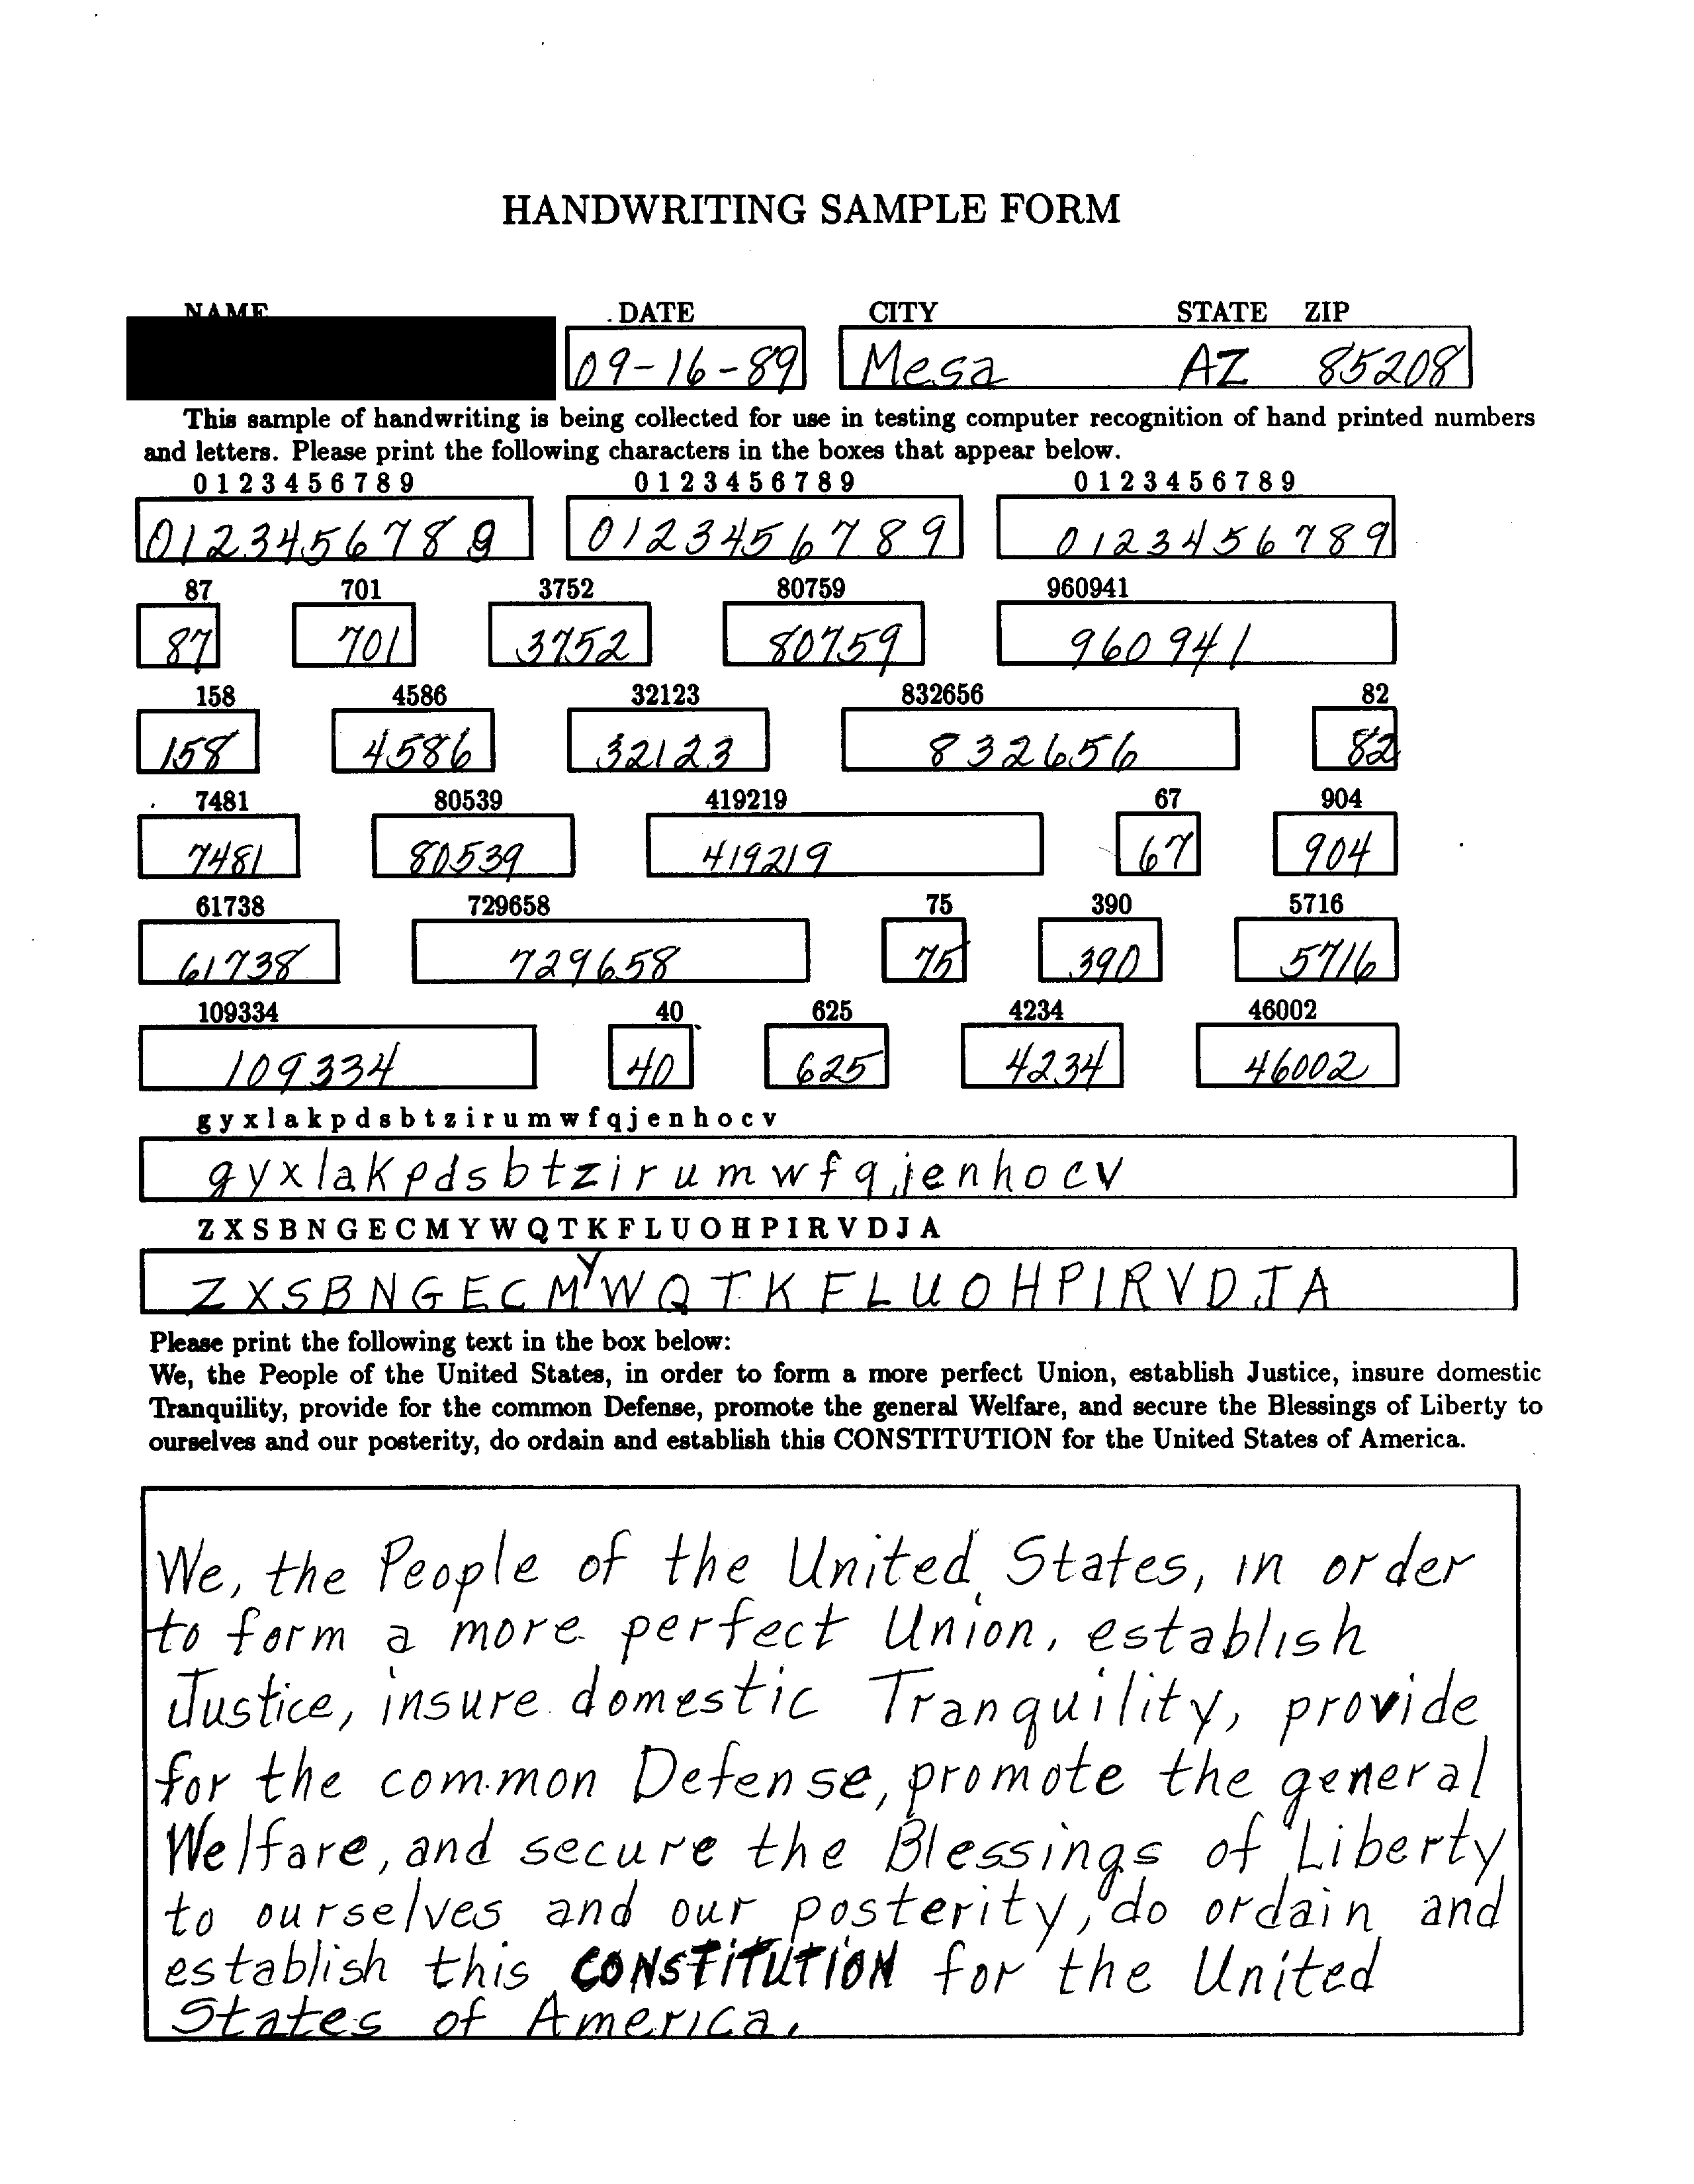 HANDWRITING SAMPLE FORM
NAME DATE CITY STATE ZIP
09-16-89 Mesa AZ 85208
This sample of handwriting is being collected for use in testing computer recognition of hand printed numbers
and letters. Please print the following characters in the boxes that appear below.
0 1 2 3 4 5 6 7 8 9 0 1 2 3 4 5 6 7 8 9 0 1 2 3 4 5 6 7 8 9
0123456789 0123456789 0123456789
87 701 3752 80759 960941
87 701 3752 80759 960941
158 4586 32123 832656 82
158 4586 32123 832656 82
7481 80539 419219 67 904
7481 80539 419219 67 904
61738 729658 75 390 5716
61738 729658 75 390 5716
109334 40 625 4234 46002
109334 40 625 4234 46002
g y x l a k p d s b t z i r u m w f q j e n h o c v
gyxlakpdsbtzirumwfqjenhocv
Z X S B N G E C M Y W Q T K F L U O H P I R V D J A
ZXSBNGECMYWQTKFLUOHPIRVDJA
Please print the following text in the box below:
We, the People of the United States, in order to form a more perfect Union, establish Justice, insure domestic
Tranquility, provide for the common Defense, promote the general Welfare, and secure the Blessings of Liberty to
ourselves and our posterity, do ordain and establish this CONSTITUTION for the United States of America.
We, the People of the United States, in order
to form a more perfect Union, establish
Justice, insure domestic Tranquility, provide
for the common Defense, promote the general
Welfare, and secure the Blessings of Liberty
to ourselves and our posterity, do ordain and
establish this CONSTITUTION for the United
States of America.